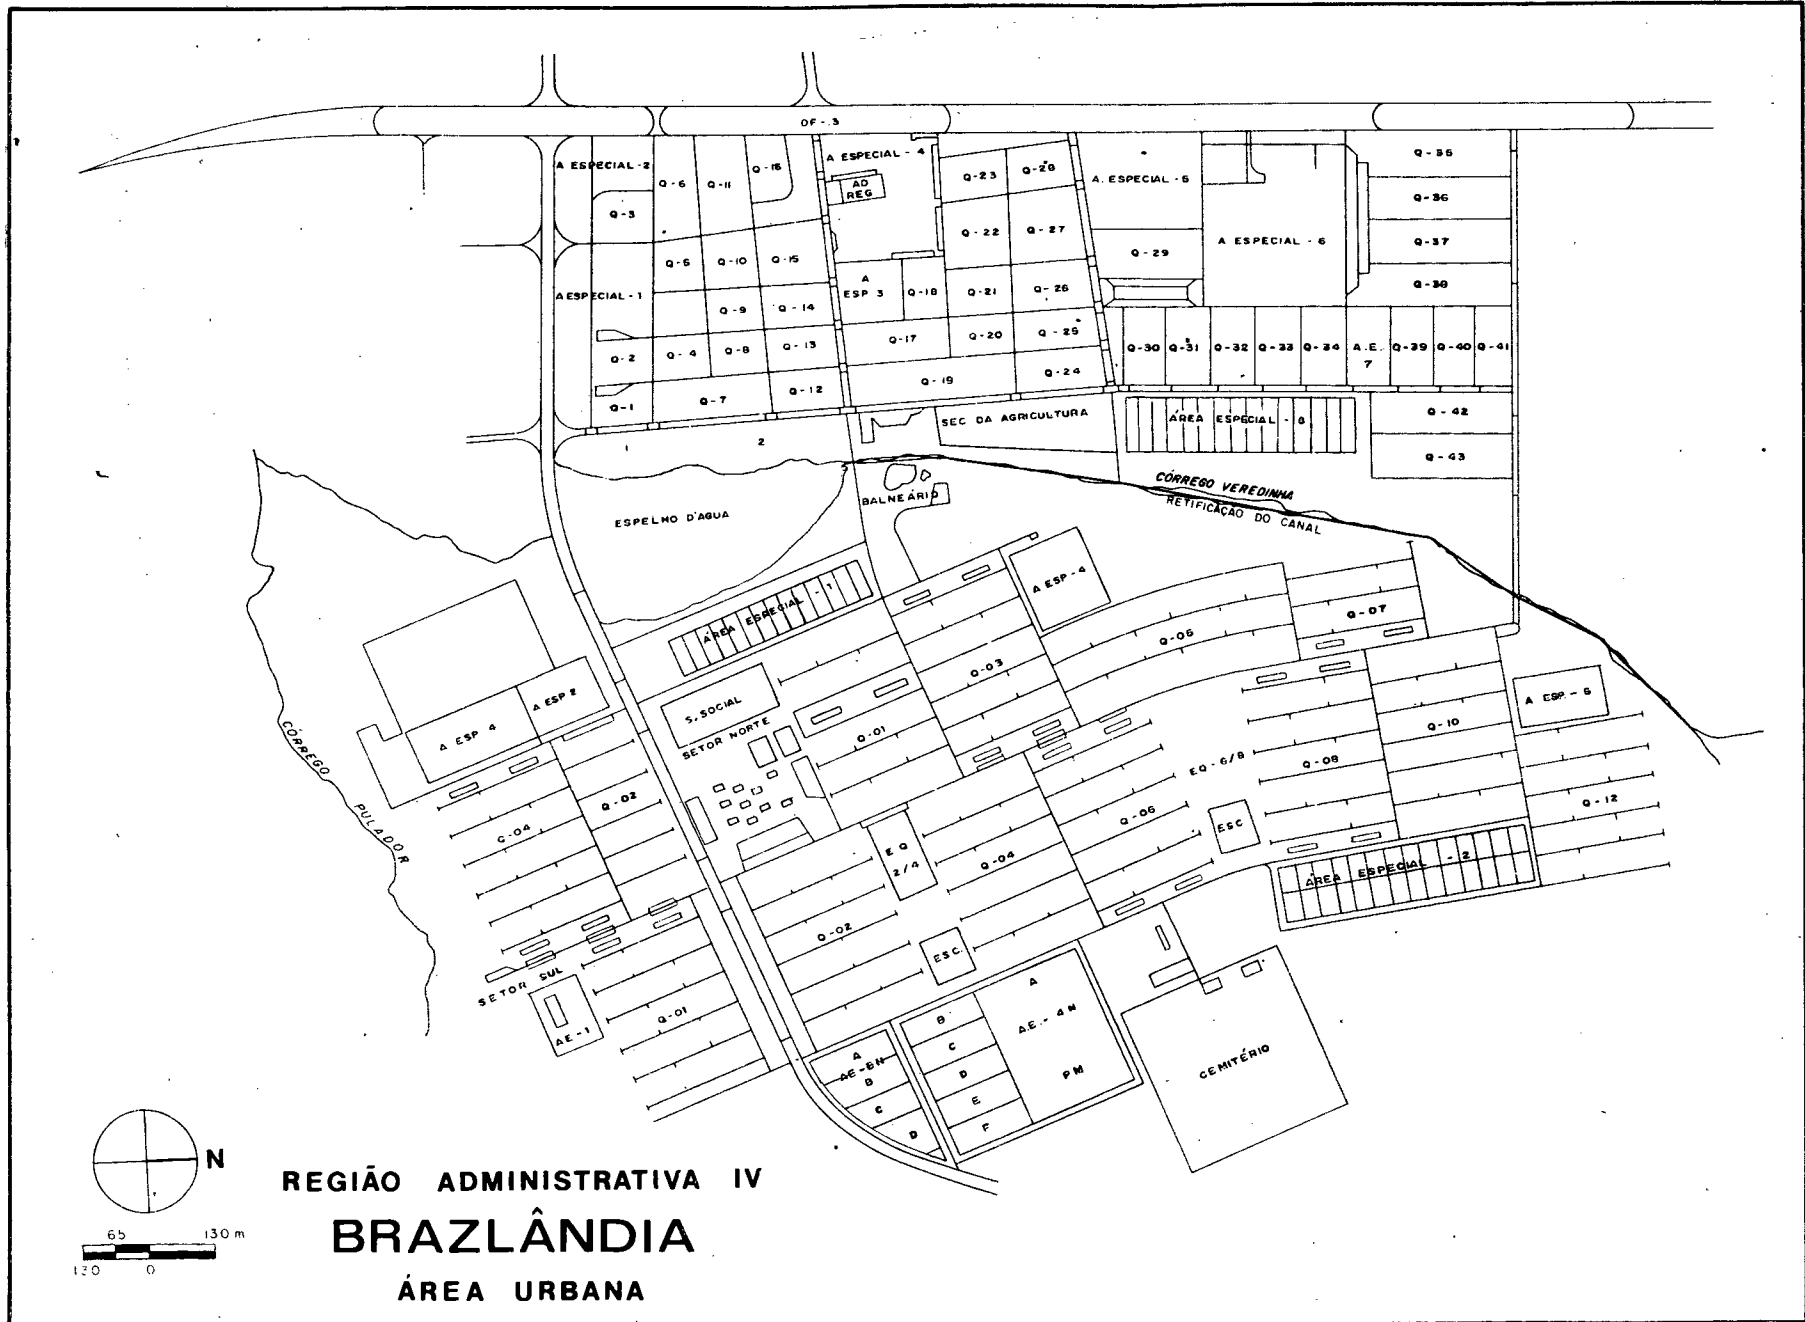 DF-3
A ESPECIAL-2
Q-6
Q-11
Q-16
A ESPECIAL - 4
AD
REG
Q-23
Q-28
A. ESPECIAL -5
Q-35
Q-3
Q-36
Q-22
Q-27
Q-29
A ESPECIAL - 6
Q-37
Q-5
Q-10
Q-15
A ESPECIAL - 1
A
ESP 3
Q-18
Q-21
Q-26
Q-38
Q-9
Q-14
Q-2
Q-4
Q-8
Q-13
Q-17
Q-20
Q-25
Q-30
Q-31
Q-32
Q-33
Q-34
A.E.
7
Q-39
Q-40
Q-41
Q-1
Q-7
Q-12
Q-19
Q-24
1
2
SEC DA AGRICULTURA
ÁREA ESPECIAL - 8
Q-42
Q-43
ESPELHO D'AGUA
BALNEÁRIO
CÓRREGO VEREDINHA
RETIFICAÇÃO DO CANAL
ÁREA ESPECIAL - 1
A ESP-4
Q-03
Q-05
Q-07
A ESP 4
A ESP 2
S. SOCIAL
SETOR NORTE
Q-01
EQ-6/8
Q-08
Q-10
A ESP.-6
CÓRREGO PULADOR
Q-04
Q-02
EQ
2/4
Q-04
Q-06
ESC
Q-12
ÁREA ESPECIAL - 2
Q-02
ESC.
SETOR SUL
AE-1
Q-01
A
AE-8N
B
C
D
B
C
D
E
F
A
A.E. - 4 N
PM
CEMITÉRIO
N
65
130 m
130
0
REGIÃO ADMINISTRATIVA IV
BRAZLÂNDIA
ÁREA URBANA